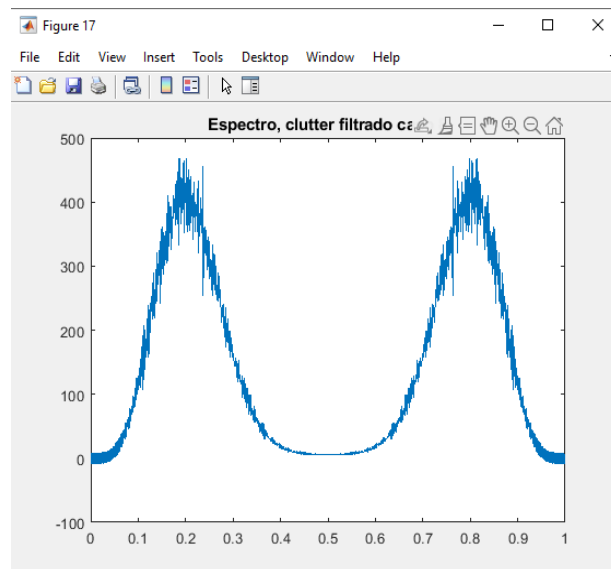 Figure 17
File Edit View Insert Tools Desktop Window Help
Espectro, clutter filtrado
500
400
300
200
100
0
-100
0 0.1 0.2 0.3 0.4 0.5 0.6 0.7 0.8 0.9 1